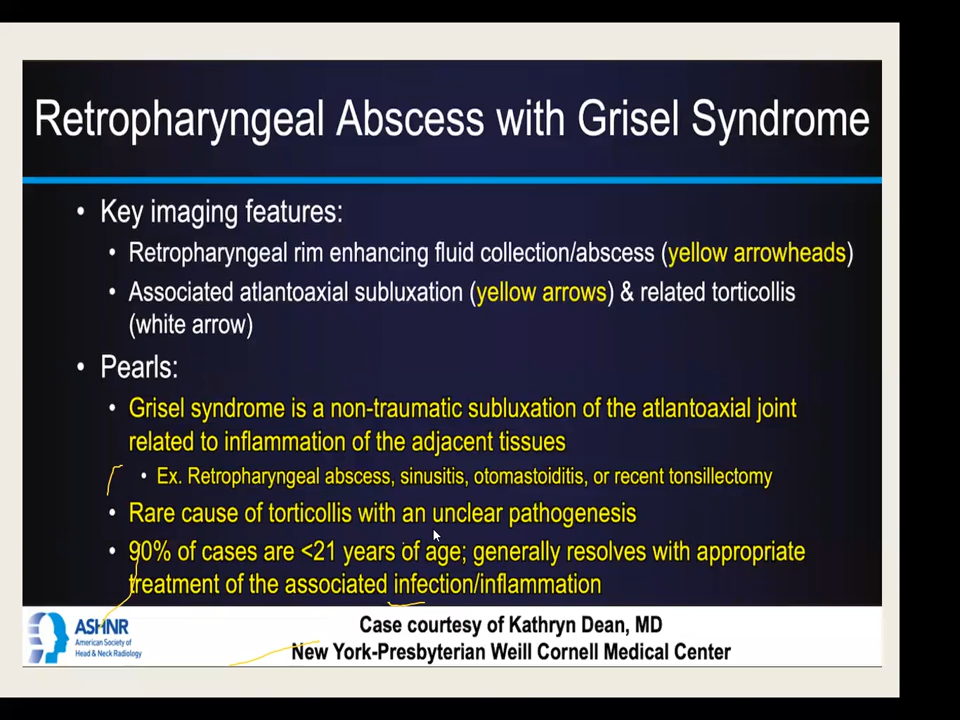 Retropharyngeal Abscess with Grisel Syndrome
• Key imaging features:
• Retropharyngeal rim enhancing fluid collection/abscess (yellow arrowheads)
• Associated atlantoaxial subluxation (yellow arrows) & related torticollis
(white arrow)
• Pearls:
• Grisel syndrome is a non-traumatic subluxation of the atlantoaxial joint
related to inflammation of the adjacent tissues
• Ex. Retropharyngeal abscess, sinusitis, otomastoiditis, or recent tonsillectomy
• Rare cause of torticollis with an unclear pathogenesis
• 90% of cases are <21 years of age; generally resolves with appropriate
treatment of the associated infection/inflammation
ASHNR
American Society of
Head & Neck Radiology
Case courtesy of Kathryn Dean, MD
New York-Presbyterian Weill Cornell Medical Center